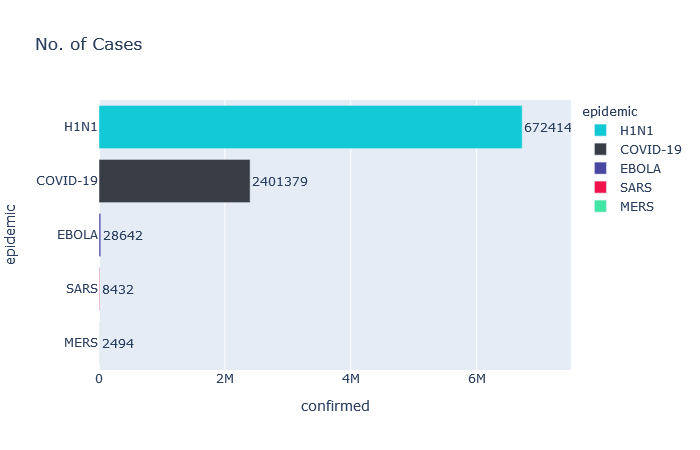 No. of Cases
epidemic
H1N1
COVID-19
EBOLA
SARS
MERS
672414
2401379
28642
8432
2494
0
2M
4M
6M
confirmed
epidemic
H1N1
COVID-19
EBOLA
SARS
MERS